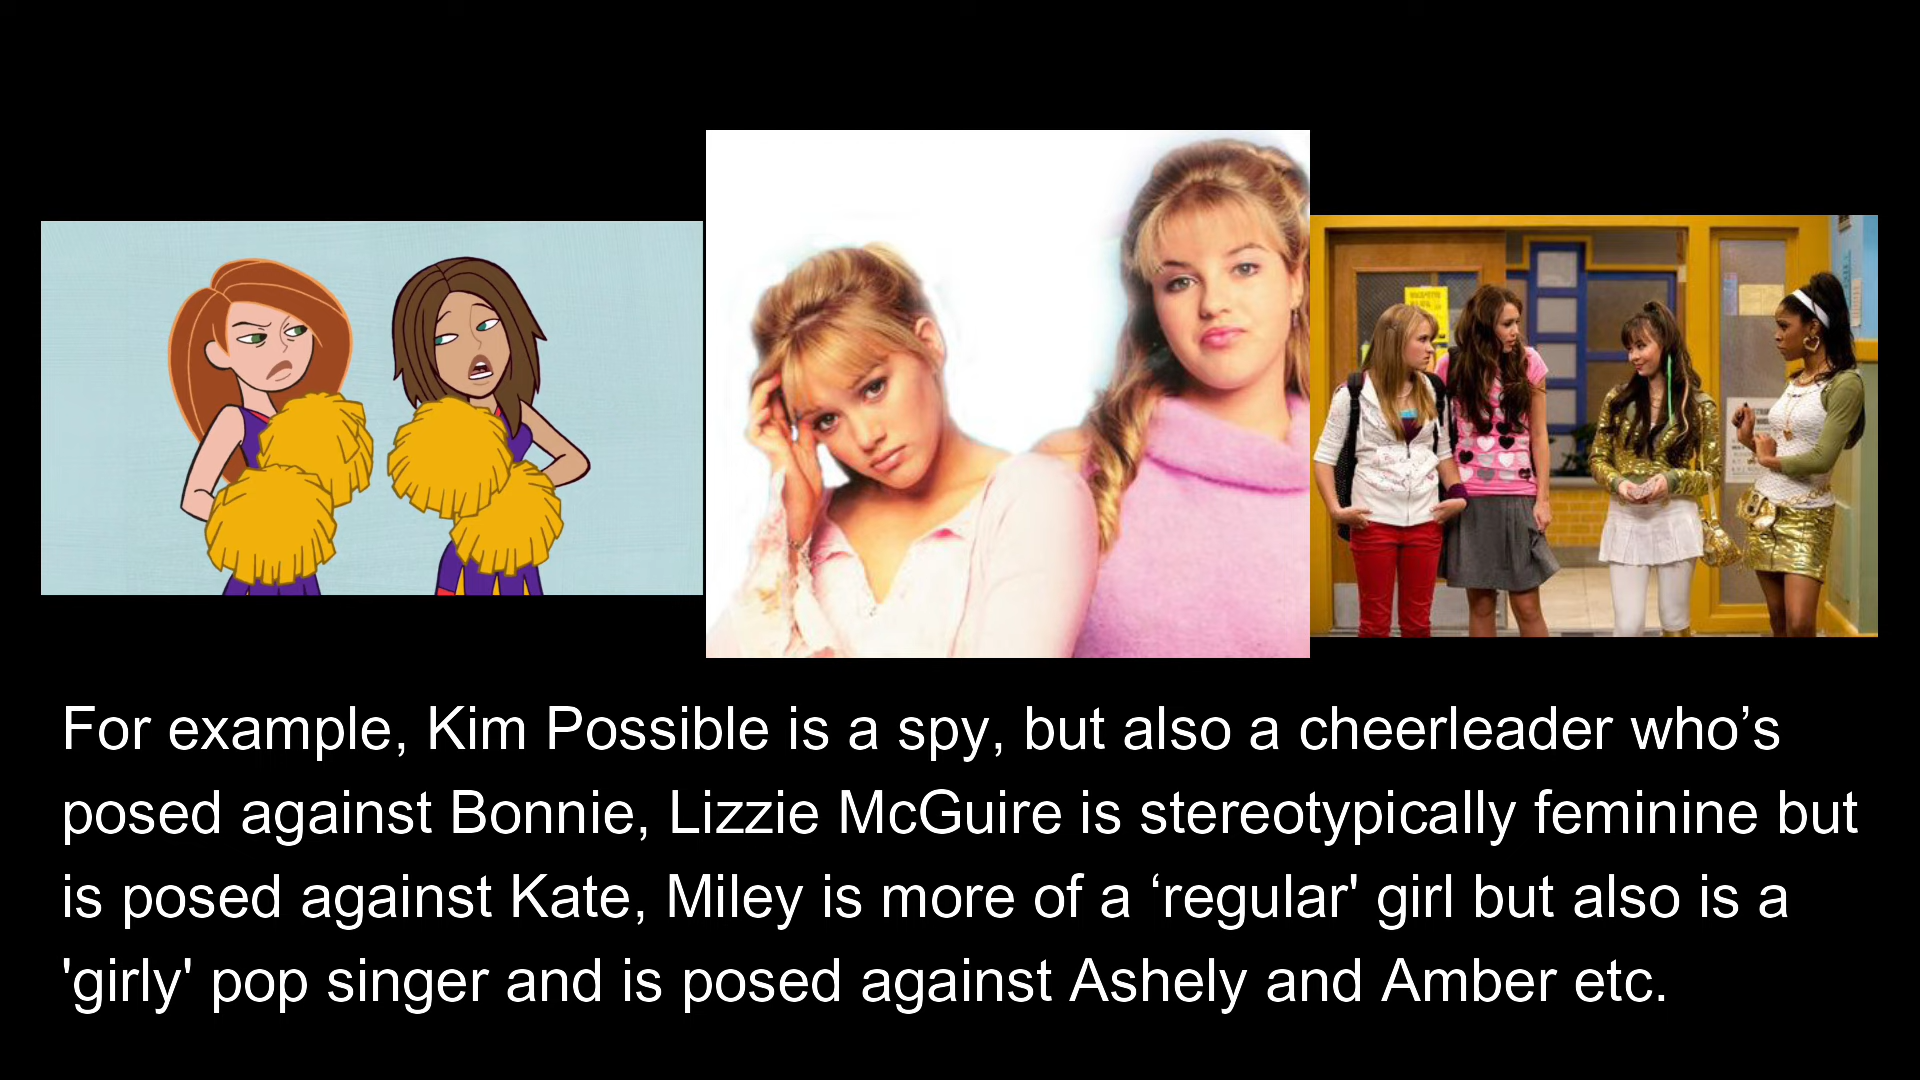 For example, Kim Possible is a spy, but also a cheerleader who’s
posed against Bonnie, Lizzie McGuire is stereotypically feminine but
is posed against Kate, Miley is more of a ‘regular' girl but also is a
'girly' pop singer and is posed against Ashely and Amber etc.